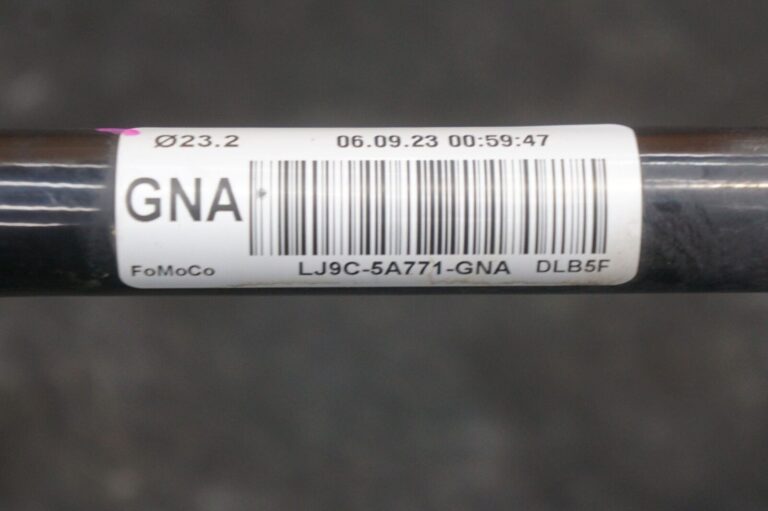 Ø23.2 06.09.23 00:59:47
GNA
FoMoCo LJ9C-5A771-GNA DLB5F